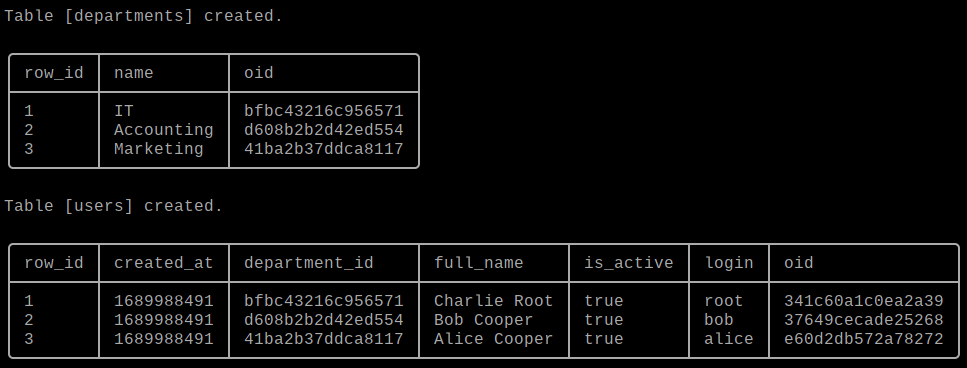 Table [departments] created.
row_id name oid
1 IT bfbc43216c956571
2 Accounting d608b2b2d42ed554
3 Marketing 41ba2b37ddca8117
Table [users] created.
row_id created_at department_id full_name is_active login oid
1 1689988491 bfbc43216c956571 Charlie Root true root 341c60a1c0ea2a39
2 1689988491 d608b2b2d42ed554 Bob Cooper true bob 37649cecade25268
3 1689988491 41ba2b37ddca8117 Alice Cooper true alice e60d2db572a78272